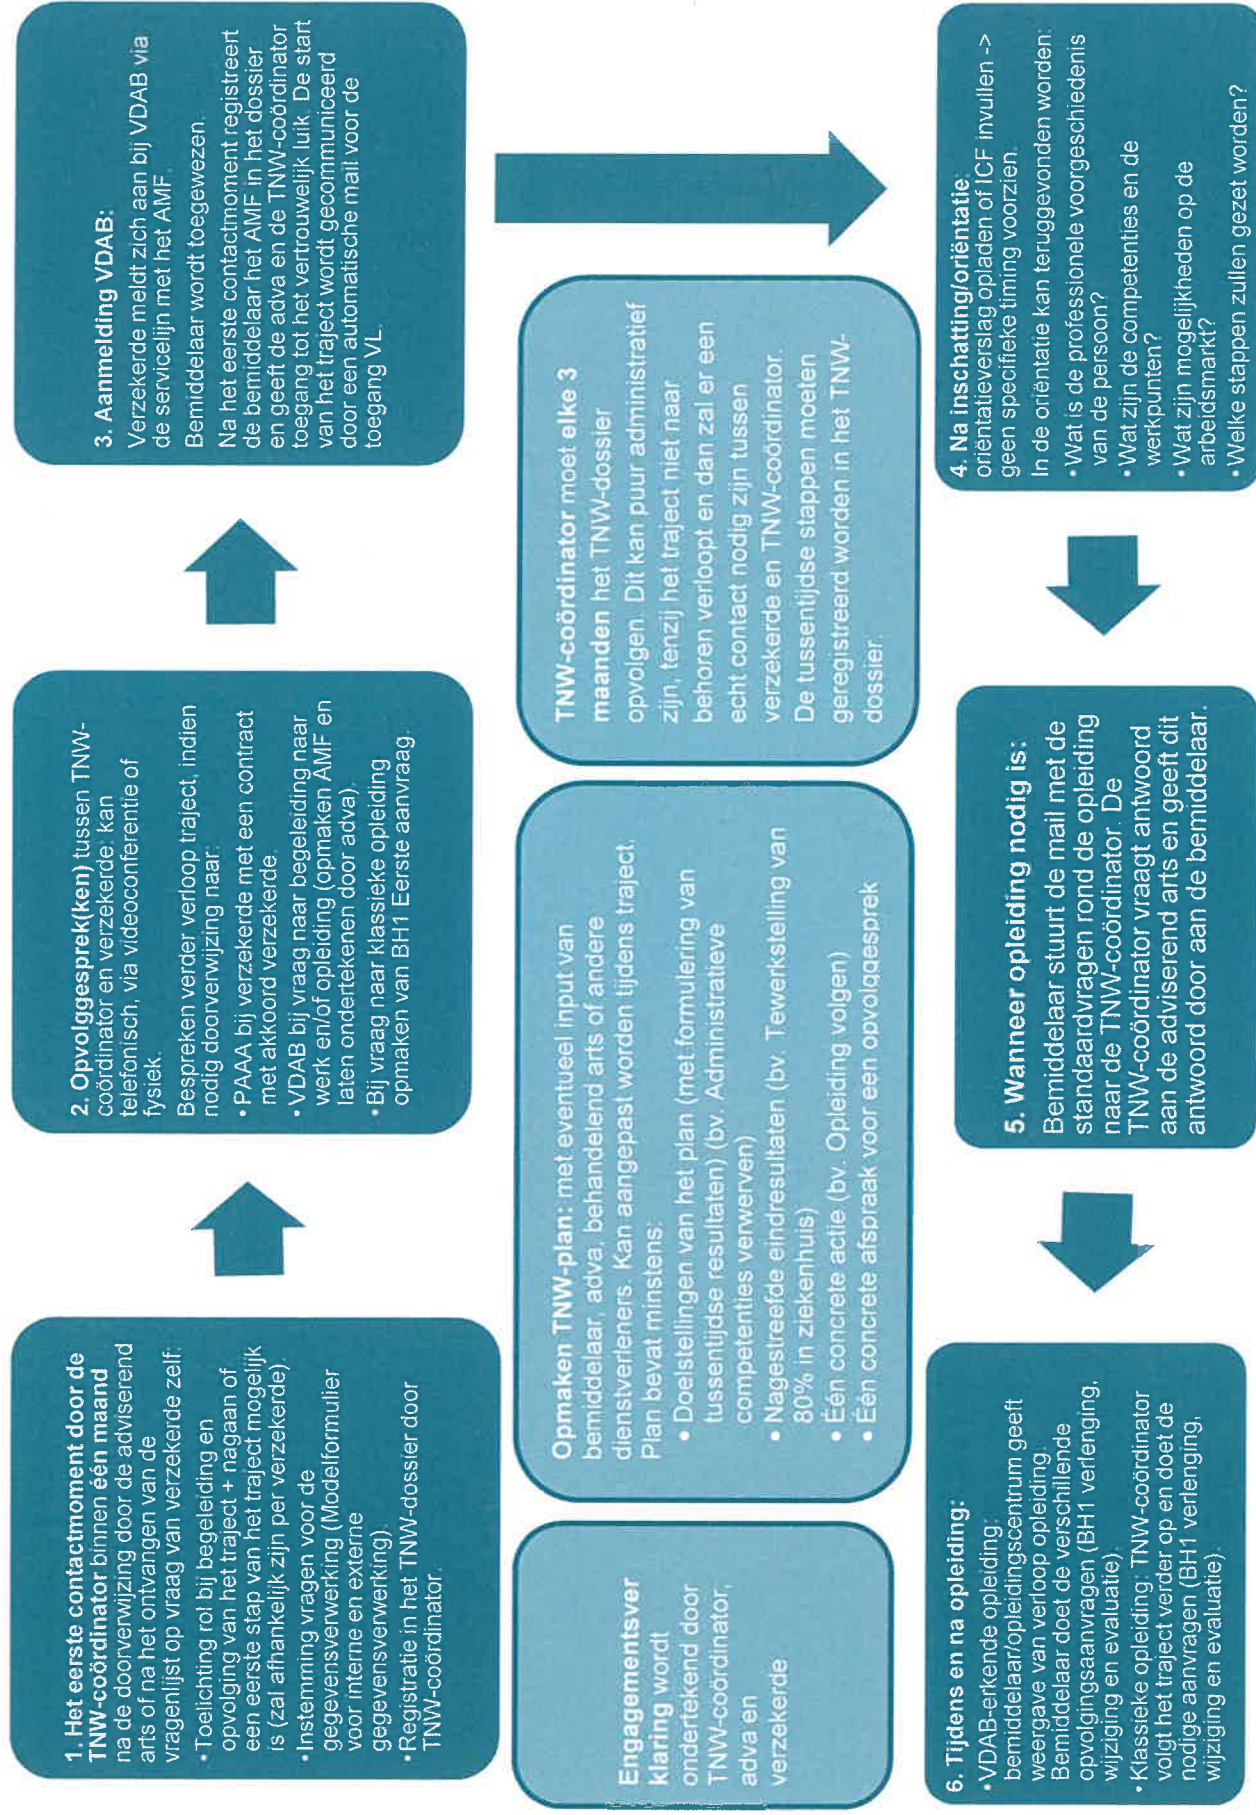 1. Het eerste contactmoment door de
TNW-coördinator binnen één maand
na de doorverwijzing door de adviserend
arts of na het ontvangen van de
vragenlijst op vraag van verzekerde zelf:
• Toelichting rol bij begeleiding en
opvolging van het traject + nagaan of
een eerste stap van het traject mogelijk
is (zal afhankelijk zijn per verzekerde).
• Instemming vragen voor de
gegevensverwerking (Modelformulier
voor interne en externe
gegevensverwerking).
• Registratie in het TNW-dossier door
TNW-coördinator.
2. Opvolggesprek(ken) tussen TNW-
coördinator en verzekerde: kan
telefonisch, via videoconferentie of
fysiek.
Bespreken verder verloop traject, indien
nodig doorverwijzing naar:
• PAAA bij verzekerde met een contract
met akkoord verzekerde.
• VDAB bij vraag naar begeleiding naar
werk en/of opleiding (opmaken AMF en
laten ondertekenen door adva).
• Bij vraag naar klassieke opleiding
opmaken van BH1 Eerste aanvraag.
3. Aanmelding VDAB:
Verzekerde meldt zich aan bij VDAB via
de servicelijn met het AMF.
Bemiddelaar wordt toegewezen.
Na het eerste contactmoment registreert
de bemiddelaar het AMF in het dossier
en geeft de adva en de TNW-coördinator
toegang tot het vertrouwelijk luik. De start
van het traject wordt gecommuniceerd
door een automatische mail voor de
toegang VL.
Engagementsver
klaring wordt
ondertekend door
TNW-coördinator,
adva en
verzekerde
Opmaken TNW-plan: met eventueel input van
bemiddelaar, adva, behandelend arts of andere
dienstverleners. Kan aangepast worden tijdens traject.
Plan bevat minstens:
• Doelstellingen van het plan (met formulering van
tussentijdse resultaten) (bv. Administratieve
competenties verwerven)
• Nagestreefde eindresultaten (bv. Tewerkstelling van
80% in ziekenhuis)
• Één concrete actie (bv. Opleiding volgen)
• Één concrete afspraak voor een opvolgesprek
TNW-coördinator moet elke 3
maanden het TNW-dossier
opvolgen. Dit kan puur administratief
zijn, tenzij het traject niet naar
behoren verloopt en dan zal er een
echt contact nodig zijn tussen
verzekerde en TNW-coördinator.
De tussentijdse stappen moeten
geregistreerd worden in het TNW-
dossier.
4. Na inschatting/oriëntatie:
oriëntatieverslag opladen of ICF invullen ->
geen specifieke timing voorzien.
In de oriëntatie kan teruggevonden worden:
• Wat is de professionele voorgeschiedenis
van de persoon?
• Wat zijn de competenties en de
werkpunten?
• Wat zijn mogelijkheden op de
arbeidsmarkt?
• Welke stappen zullen gezet worden?
5. Wanneer opleiding nodig is:
Bemiddelaar stuurt de mail met de
standaardvragen rond de opleiding
naar de TNW-coördinator. De
TNW-coördinator vraagt antwoord
aan de adviserend arts en geeft dit
antwoord door aan de bemiddelaar.
6. Tijdens en na opleiding:
• VDAB-erkende opleiding:
bemiddelaar/opleidingscentrum geeft
weergave van verloop opleiding.
Bemiddelaar doet de verschillende
opvolgingsaanvragen (BH1 verlenging,
wijziging en evaluatie).
• Klassieke opleiding: TNW-coördinator
volgt het traject verder op en doet de
nodige aanvragen (BH1 verlenging,
wijziging en evaluatie).